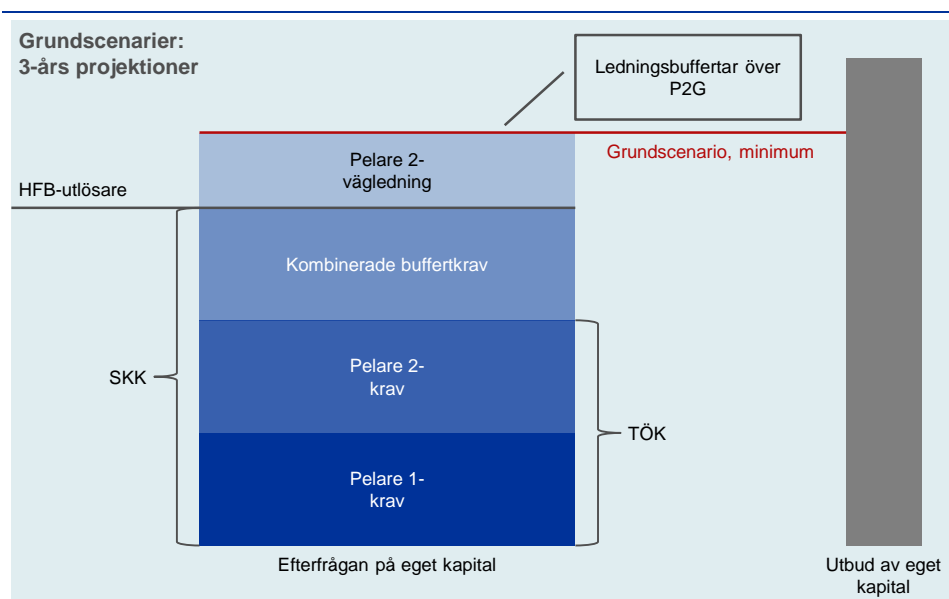 Grundscenarier:
3-års projektioner
Ledningsbuffertar över
P2G
Grundscenario, minimum
Pelare 2-
vägledning
HFB-utlösare
Kombinerade buffertkrav
Pelare 2-
krav
SKK
TÖK
Pelare 1-
krav
Efterfrågan på eget kapital
Utbud av eget
kapital